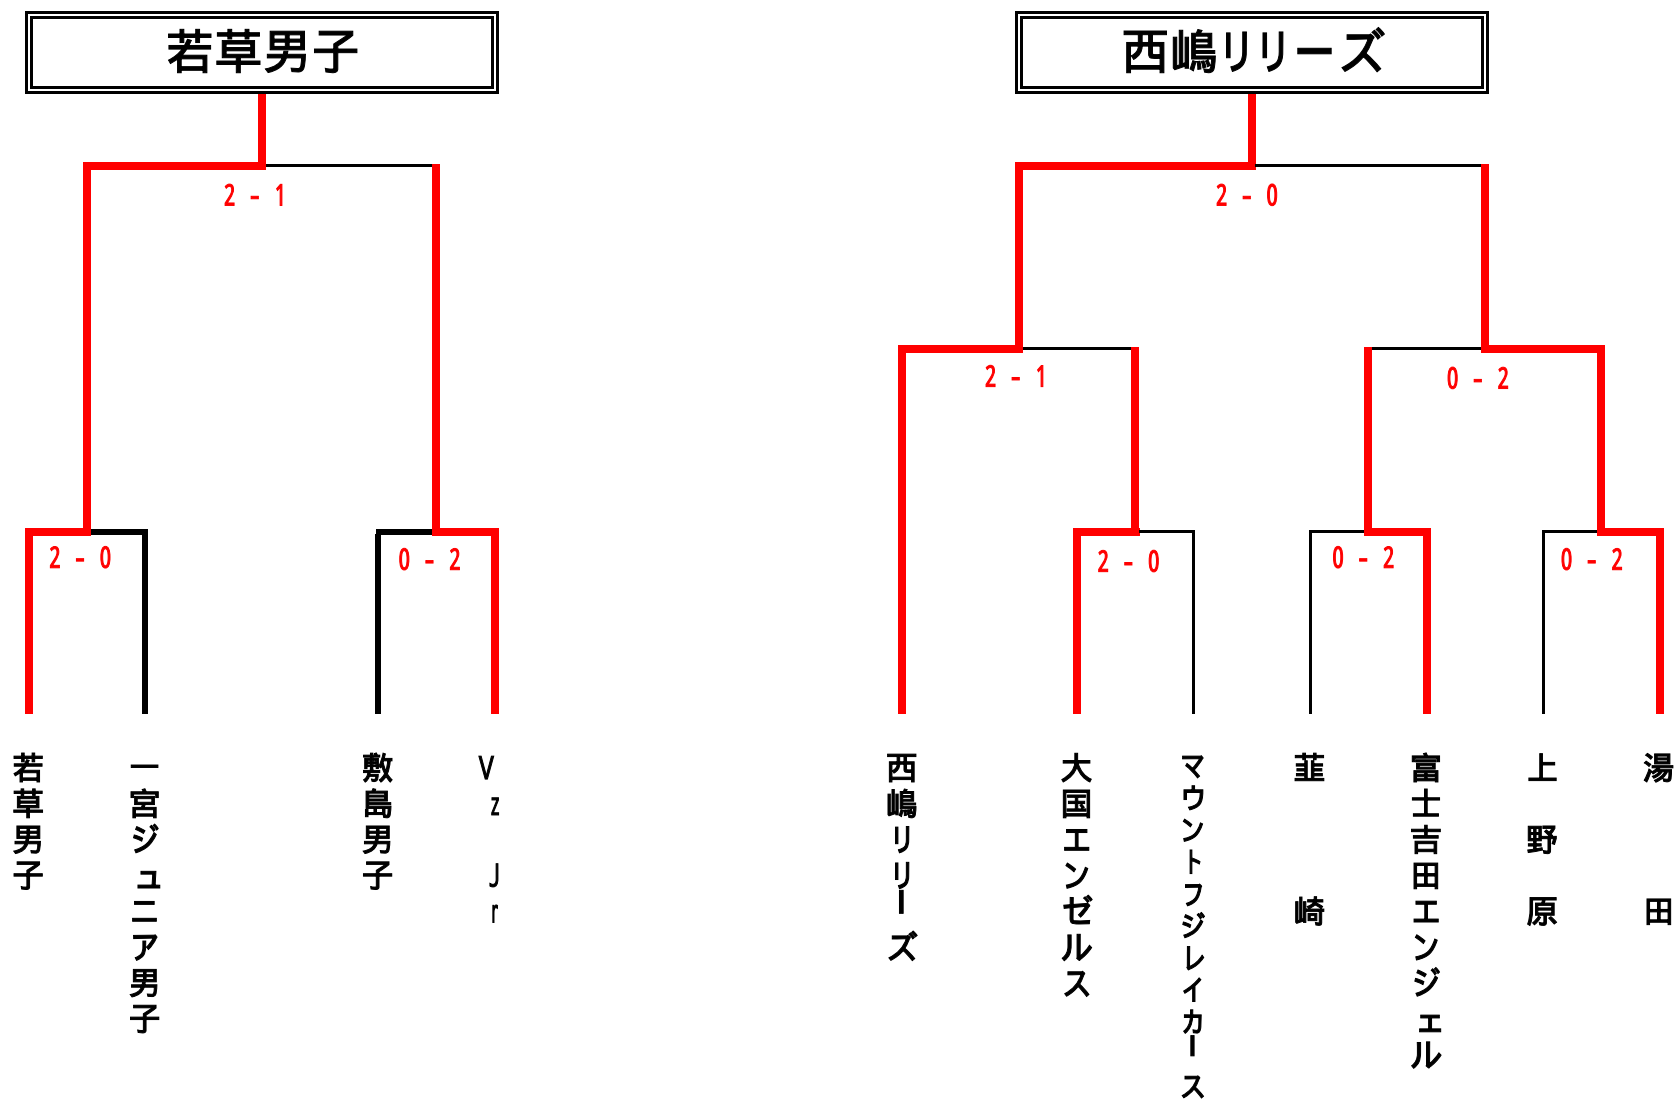 若草男子
西嶋リリーズ
2 - 1
2 - 0
2 - 1
0 - 2
2 - 0
0 - 2
2 - 0
0 - 2
0 - 2
若草男子
一宮ジュニア男子
敷島男子
Vz Jr
西嶋リリーズ
大国エンゼルス
マウントフジレイカース
韮崎
富士吉田エンジェル
上野原
湯田